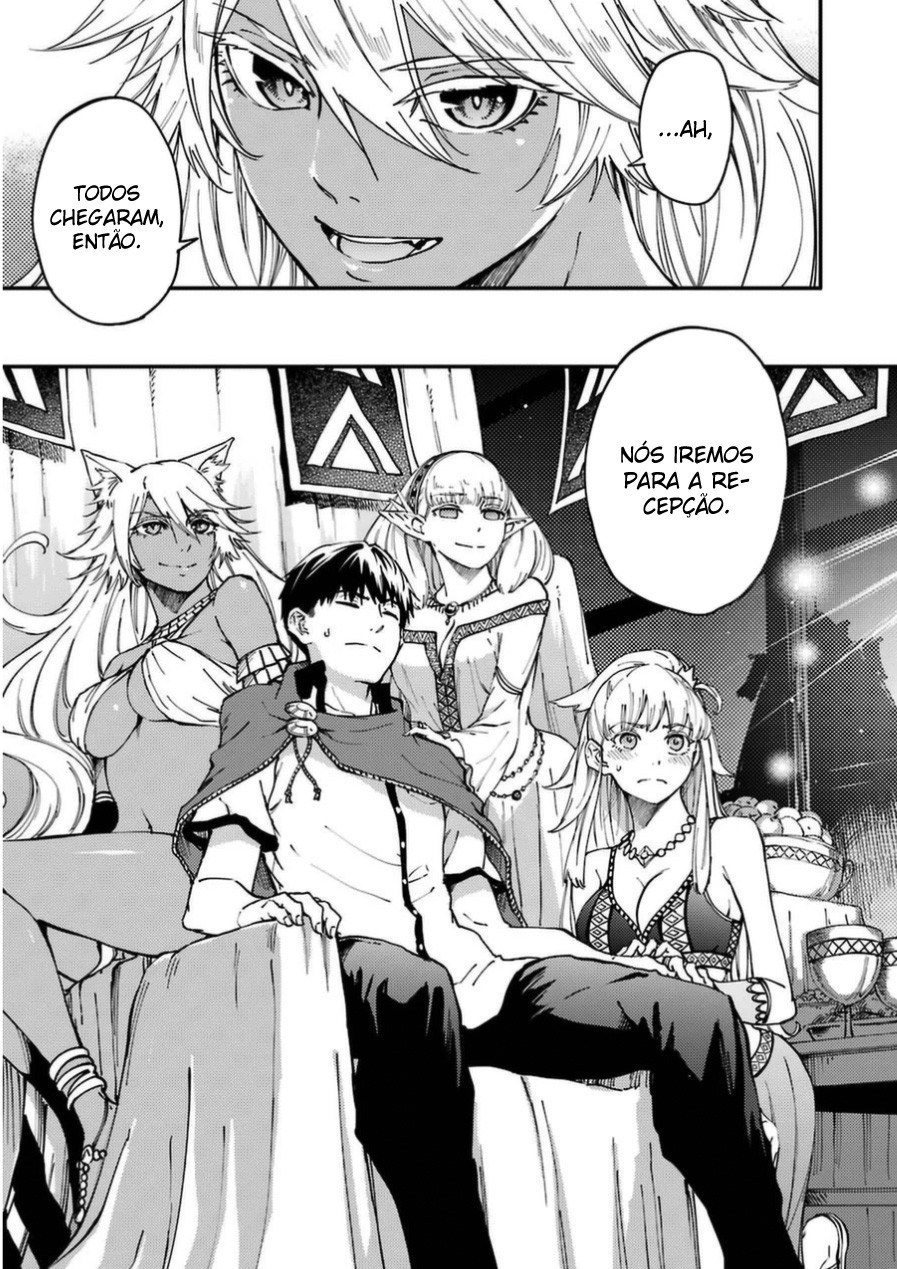 ...AH,
TODOS
CHEGARAM,
ENTÃO.
NÓS IREMOS
PARA A RE-
CEPÇÃO.